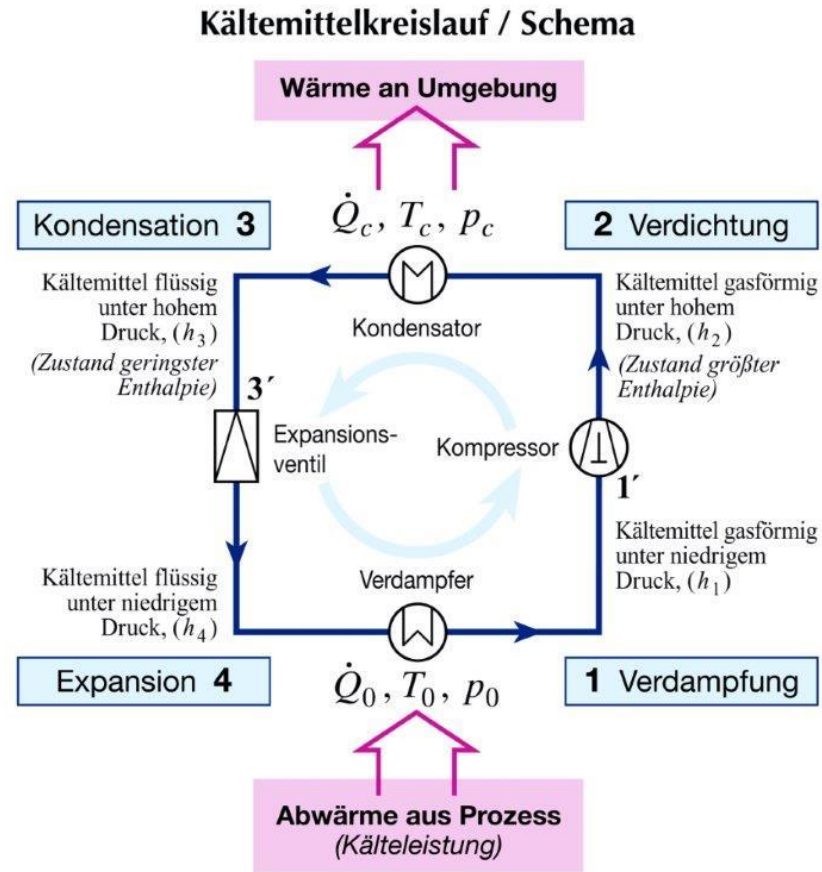 Kältemittelkreislauf / Schema
Wärme an Umgebung
Kondensation 3
Q̇c, Tc, pc
2 Verdichtung
Kältemittel flüssig
unter hohem
Druck, (h3)
(Zustand geringster
Enthalpie)
Kondensator
Kältemittel gasförmig
unter hohem
Druck, (h2)
(Zustand größter
Enthalpie)
3´
Expansions-
ventil
Kompressor
1´
Kältemittel flüssig
unter niedrigem
Druck, (h4)
Verdampfer
Kältemittel gasförmig
unter niedrigem
Druck, (h1)
Expansion 4
Q̇0, T0, p0
1 Verdampfung
Abwärme aus Prozess
(Kälteleistung)